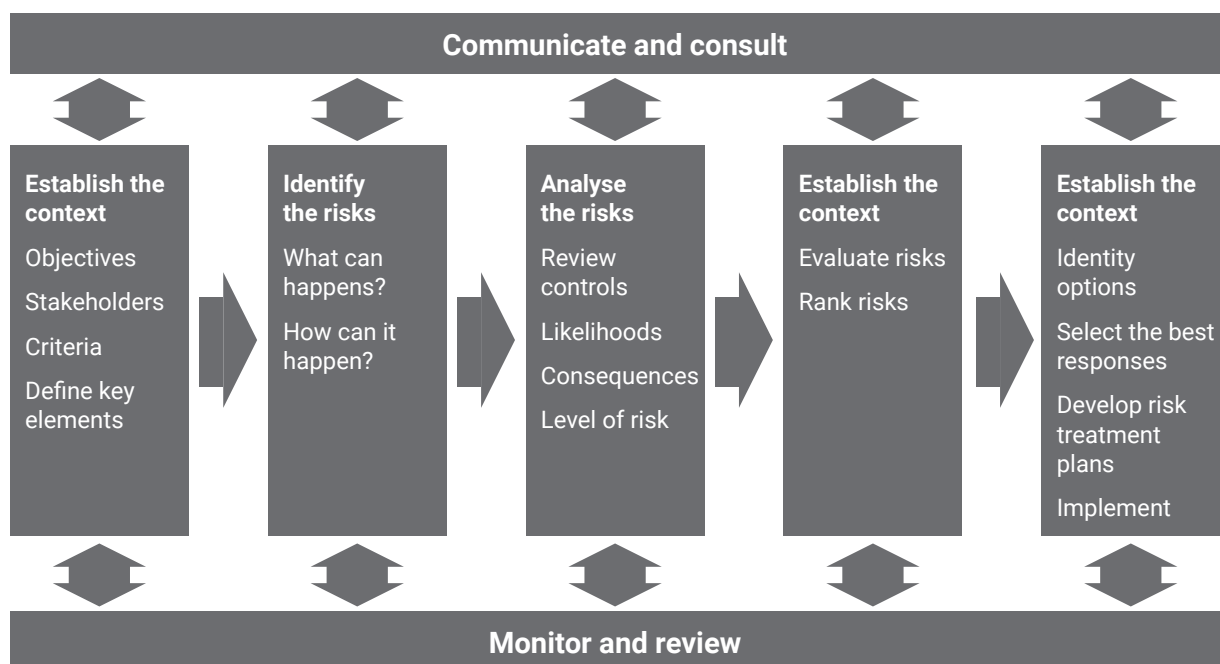 Communicate and consult
Establish the
context
Objectives
Stakeholders
Criteria
Define key
elements
Identify
the risks
What can
happens?
How can it
happen?
Analyse
the risks
Review
controls
Likelihoods
Consequences
Level of risk
Establish the
context
Evaluate risks
Rank risks
Establish the
context
Identity
options
Select the best
responses
Develop risk
treatment
plans
Implement
Monitor and review